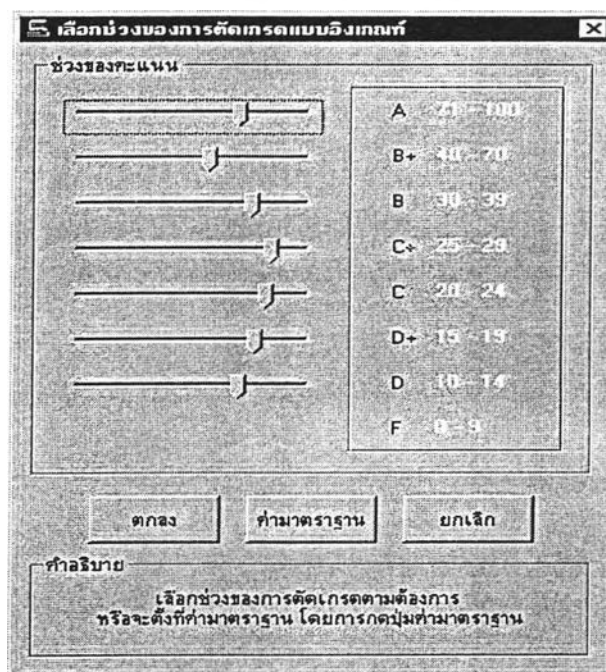 เลือกช่วงของการตัดเกรดแบบอิงเกณฑ์
ช่วงของคะแนน
A 71 - 100
B+ 40 - 70
B 30 - 39
C+ 25 - 29
C 20 - 24
D+ 15 - 19
D 10 - 14
F 0 - 9
ตกลง
ค่ามาตราฐาน
ยกเลิก
คำอธิบาย
เลือกช่วงของการตัดเกรดตามต้องการ
หรือจะตั้งที่ค่ามาตราฐาน โดยการกดปุ่มค่ามาตราฐาน